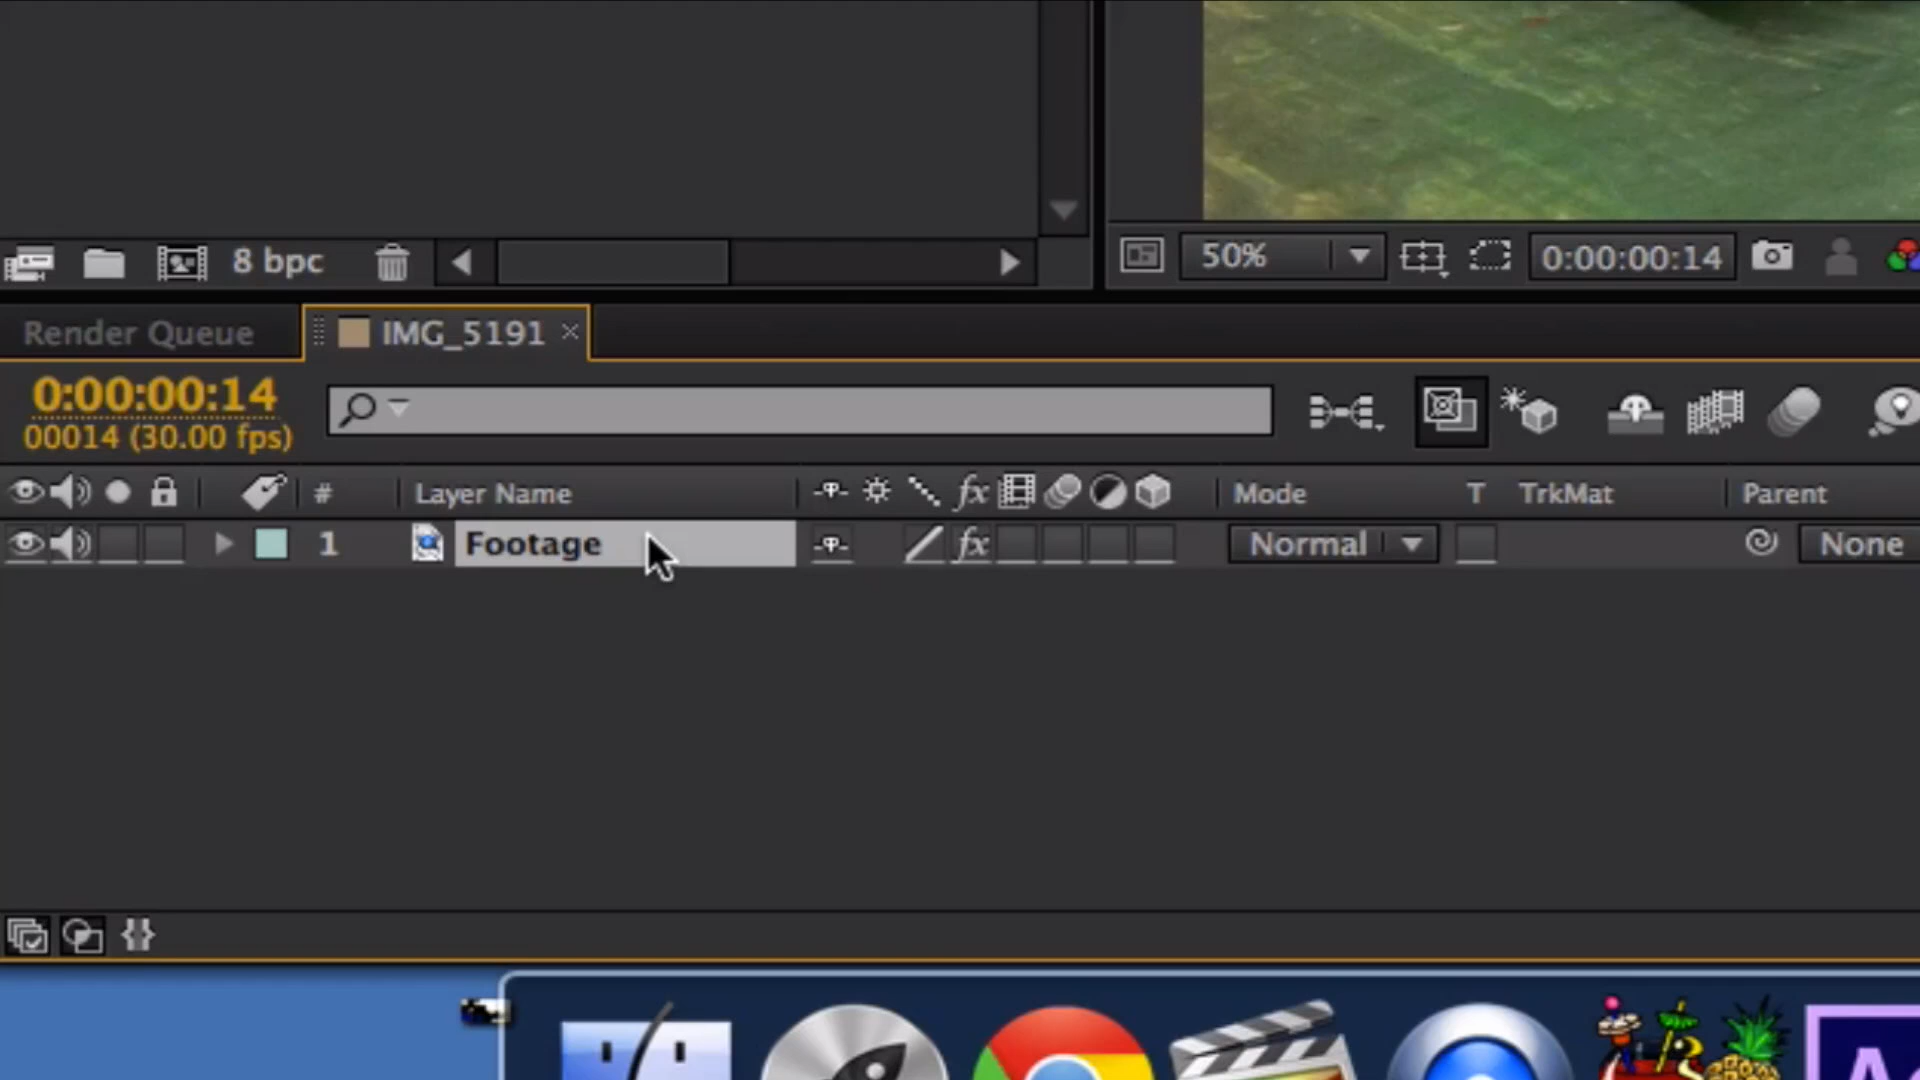 8 bpc
50%
0:00:00:14
Render Queue
IMG_5191
0:00:00:14
00014 (30.00 fps)
# Layer Name fx Mode T TrkMat Parent
1 Footage fx Normal None